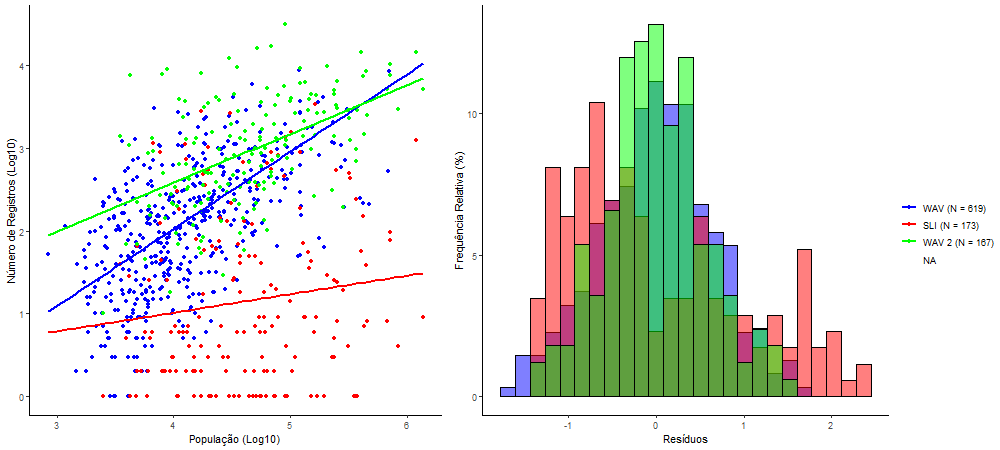 4
3
2
1
0
3
4
5
6
Número de Registros (Log10)
População (Log10)
10
5
0
-1
0
1
2
Frequência Relativa (%)
Resíduos
WAV (N = 619)
SLI (N = 173)
WAV 2 (N = 167)
NA